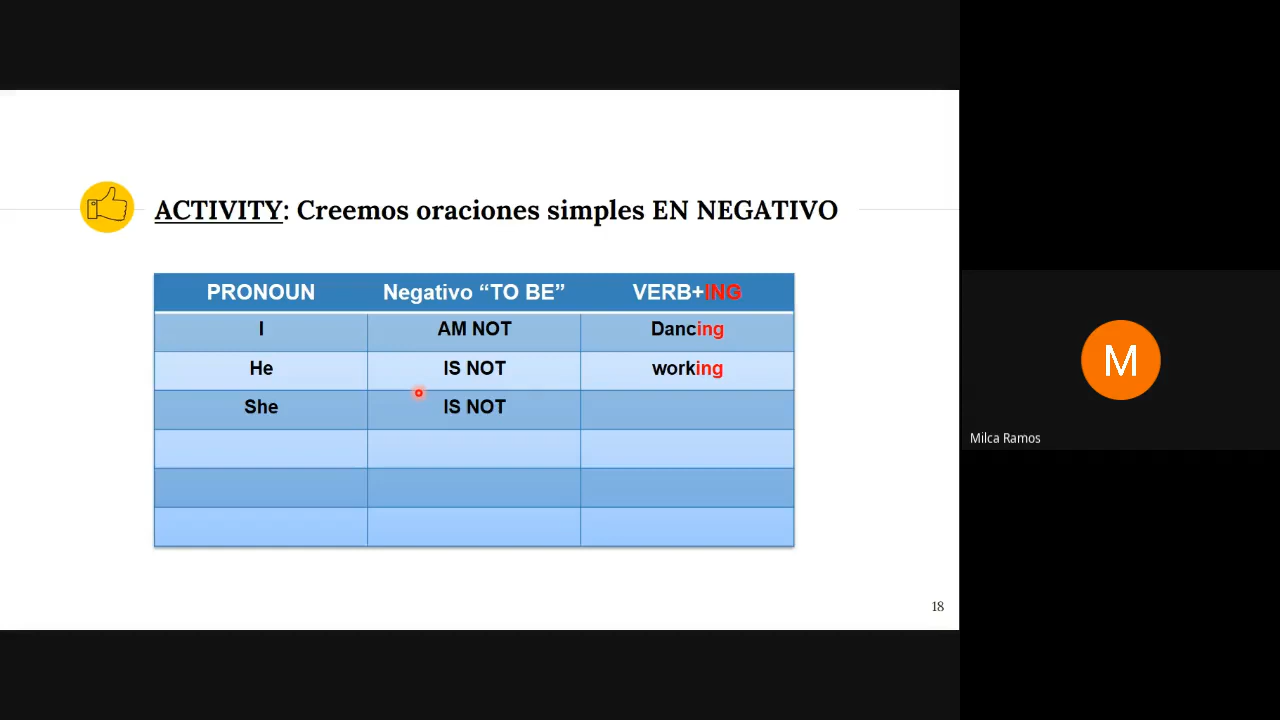 ACTIVITY: Creemos oraciones simples EN NEGATIVO
PRONOUN Negativo “TO BE” VERB+ING
I AM NOT Dancing
He IS NOT working
She IS NOT
18
M
Milca Ramos